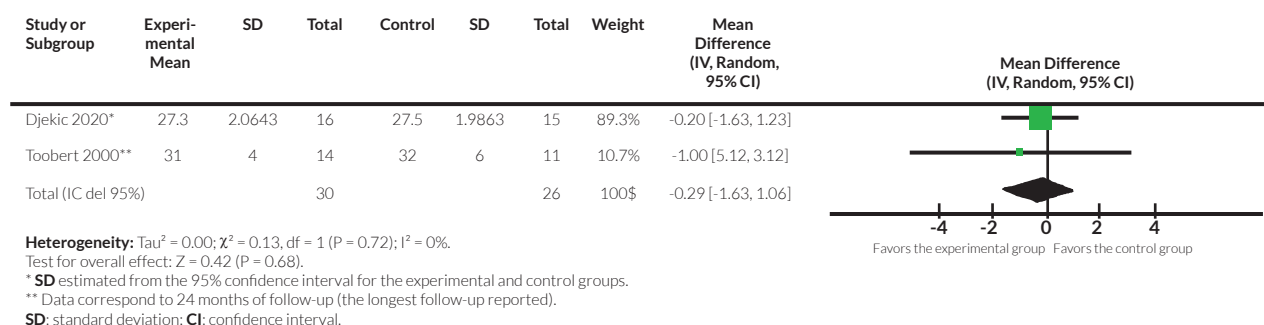 Study or Subgroup Experi-mental Mean SD Total Control SD Total Weight Mean Difference (IV, Random, 95% CI) Mean Difference (IV, Random, 95% CI)
Djekic 2020* 27.3 2.0643 16 27.5 1.9863 15 89.3% -0.20 [-1.63, 1.23]
Toobert 2000** 31 4 14 32 6 11 10.7% -1.00 [5.12, 3.12]
Total (IC del 95%) 30 26 100$ -0.29 [-1.63, 1.06]
-4 -2 0 2 4
Favors the experimental group Favors the control group
Heterogeneity: Tau² = 0.00; χ² = 0.13, df = 1 (P = 0.72); I² = 0%.
Test for overall effect: Z = 0.42 (P = 0.68).
* SD estimated from the 95% confidence interval for the experimental and control groups.
** Data correspond to 24 months of follow-up (the longest follow-up reported).
SD: standard deviation; CI: confidence interval.